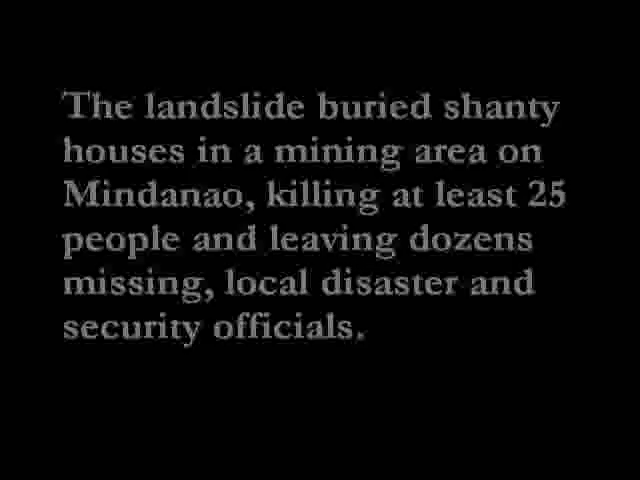 The landslide buried shanty
houses in a mining area on
Mindanao, killing at least 25
people and leaving dozens
missing, local disaster and
security officials.